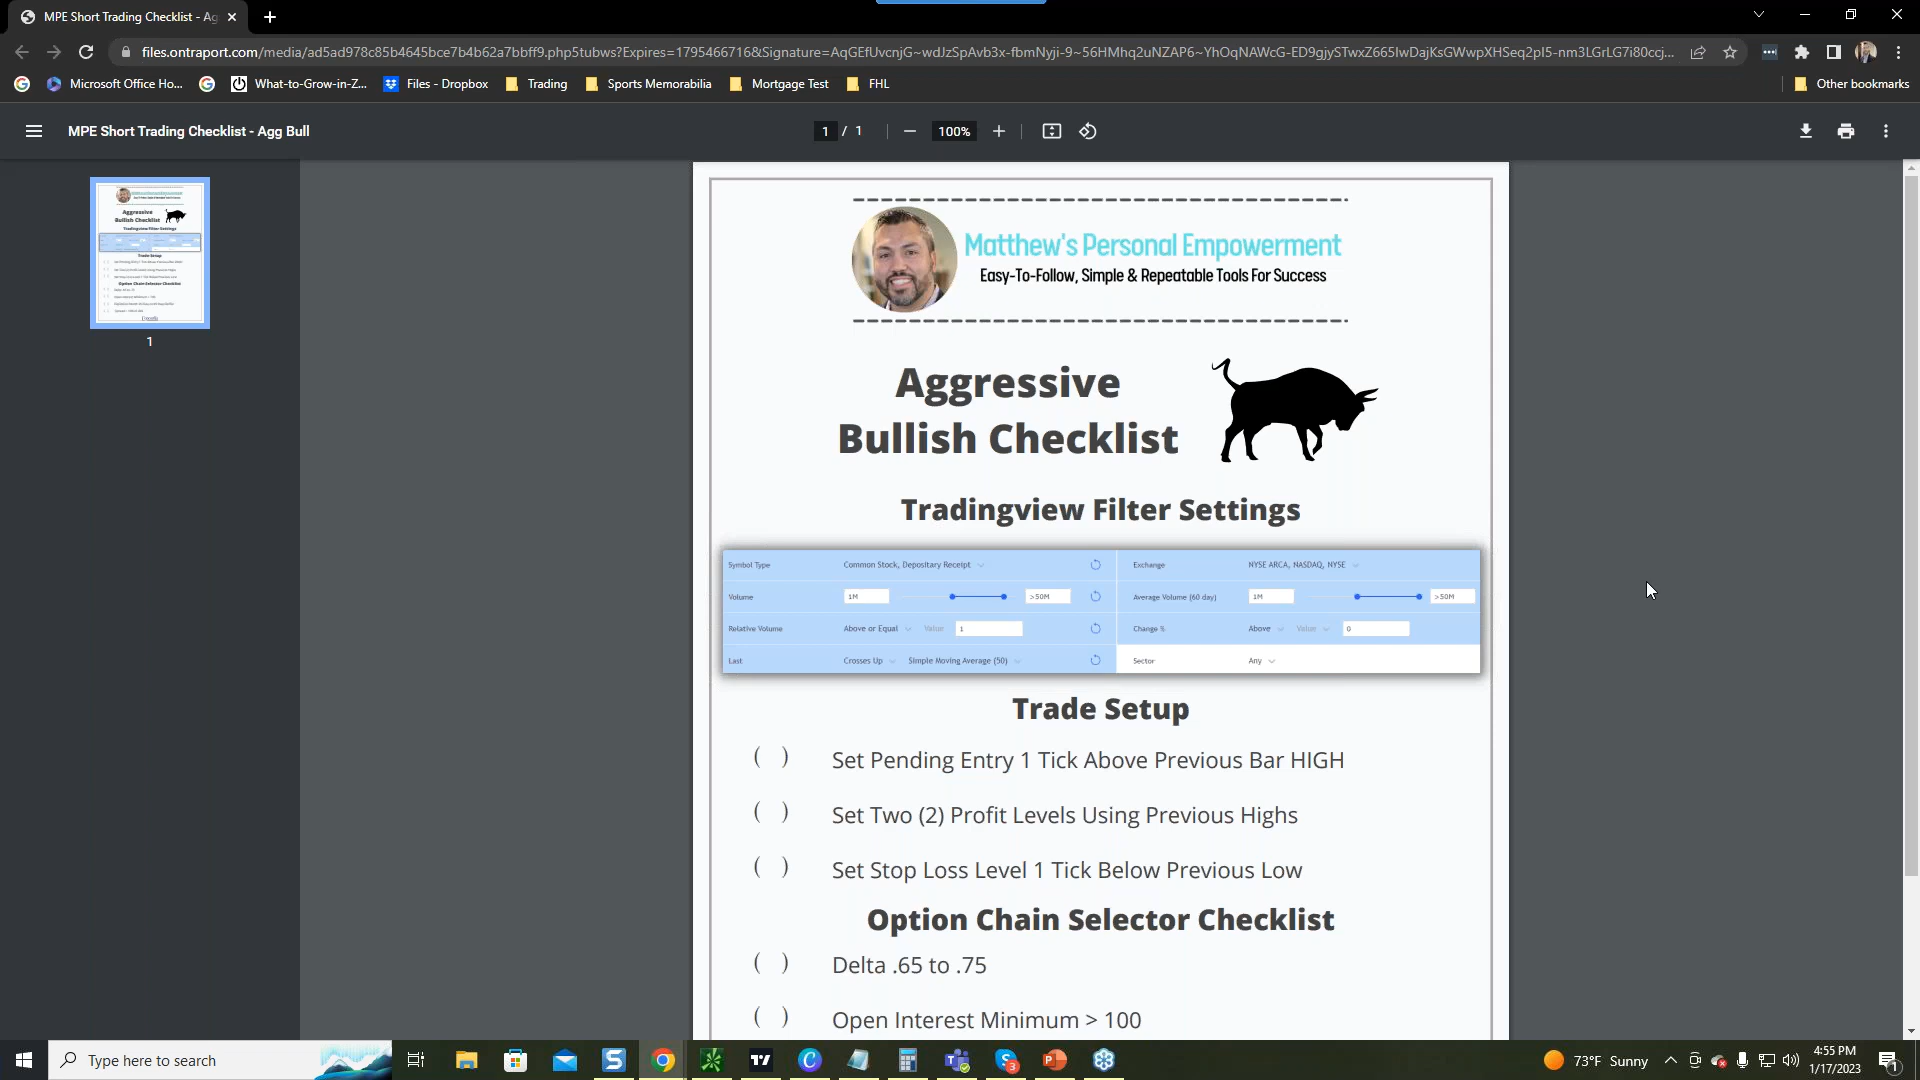 MPE Short Trading Checklist - Ag
files.ontraport.com/media/ad5ad978c85b4645bce7b4b62a7bbff9.php5tubws?Expires=1795466716&Signature=AqGEfUvcnjG~wdJzSpAvb3x-fbmNyji-9~56HMhq2uNZAP6~YhOqNAWcG-ED9gjySTwxZ665IwDajKsGWwpXHSeq2pI5-nm3LGrLG7i80ccj...
Microsoft Office Ho... What-to-Grow-in-Z... Files - Dropbox Trading Sports Memorabilia Mortgage Test FHL Other bookmarks
MPE Short Trading Checklist - Agg Bull 1 / 1 100%
1
Matthew's Personal Empowerment
Easy-To-Follow, Simple & Repeatable Tools For Success
Aggressive
Bullish Checklist
Tradingview Filter Settings
Symbol Type Common Stock, Depositary Receipt Exchange NYSE ARCA, NASDAQ, NYSE
Volume 1M >50M Average Volume (60 day) 1M >50M
Relative Volume Above or Equal Value 1 Change % Above Value 0
Last Crosses Up Simple Moving Average (50) Sector Any
Trade Setup
( ) Set Pending Entry 1 Tick Above Previous Bar HIGH
( ) Set Two (2) Profit Levels Using Previous Highs
( ) Set Stop Loss Level 1 Tick Below Previous Low
Option Chain Selector Checklist
( ) Delta .65 to .75
( ) Open Interest Minimum > 100
Type here to search 73°F Sunny 4:55 PM
1/17/2023